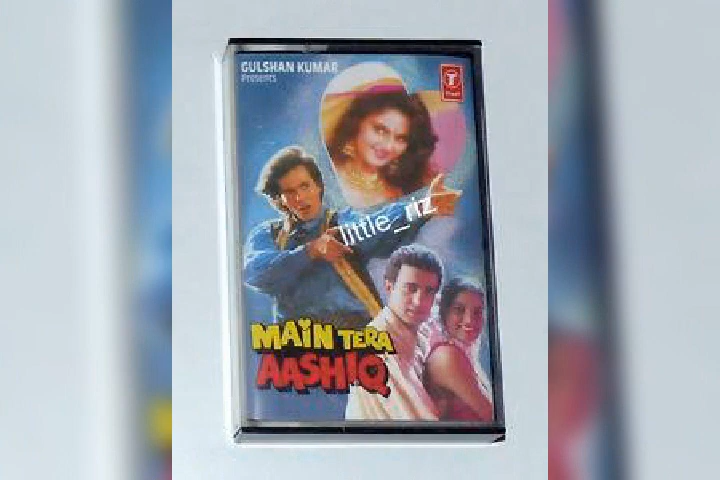 GULSHAN KUMAR
Presents
T
little_riz
MAIN TERA
AASHIQ